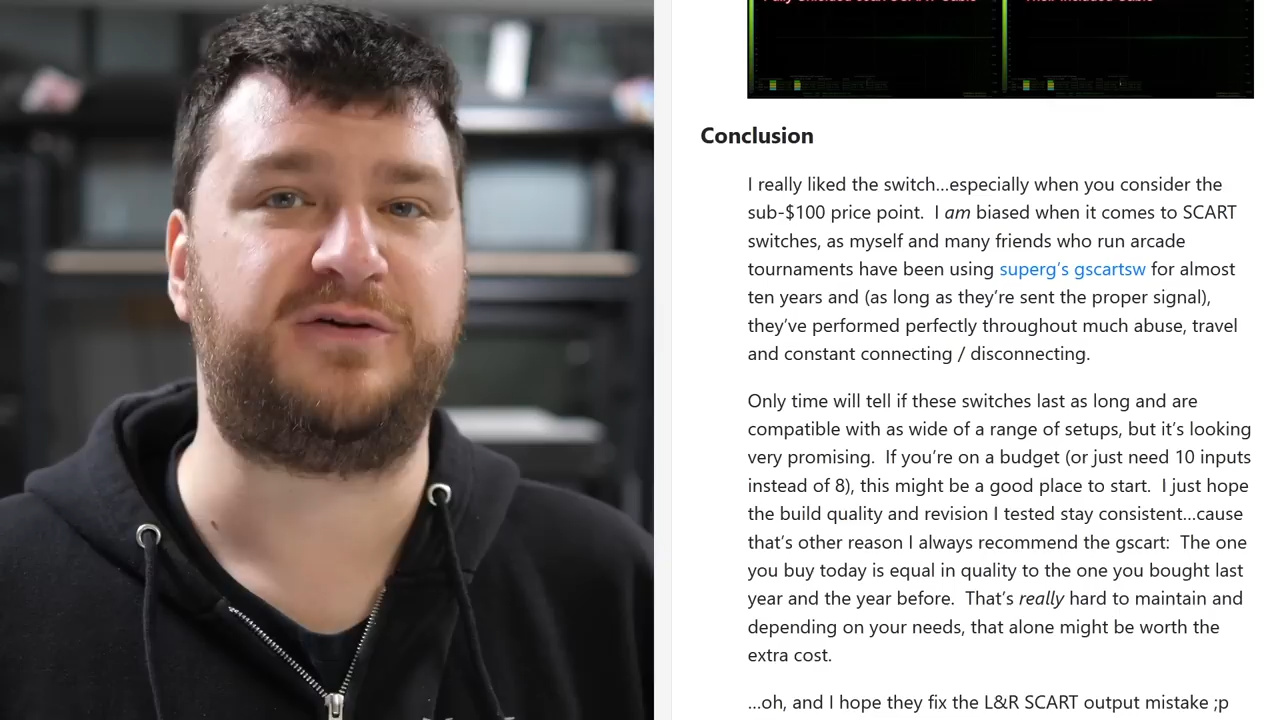 Conclusion
I really liked the switch…especially when you consider the
sub-$100 price point.  I am biased when it comes to SCART
switches, as myself and many friends who run arcade
tournaments have been using superg’s gscartsw for almost
ten years and (as long as they’re sent the proper signal),
they’ve performed perfectly throughout much abuse, travel
and constant connecting / disconnecting.
Only time will tell if these switches last as long and are
compatible with as wide of a range of setups, but it’s looking
very promising.  If you’re on a budget (or just need 10 inputs
instead of 8), this might be a good place to start.  I just hope
the build quality and revision I tested stay consistent…cause
that’s other reason I always recommend the gscart:  The one
you buy today is equal in quality to the one you bought last
year and the year before.  That’s really hard to maintain and
depending on your needs, that alone might be worth the
extra cost.
…oh, and I hope they fix the L&R SCART output mistake ;p